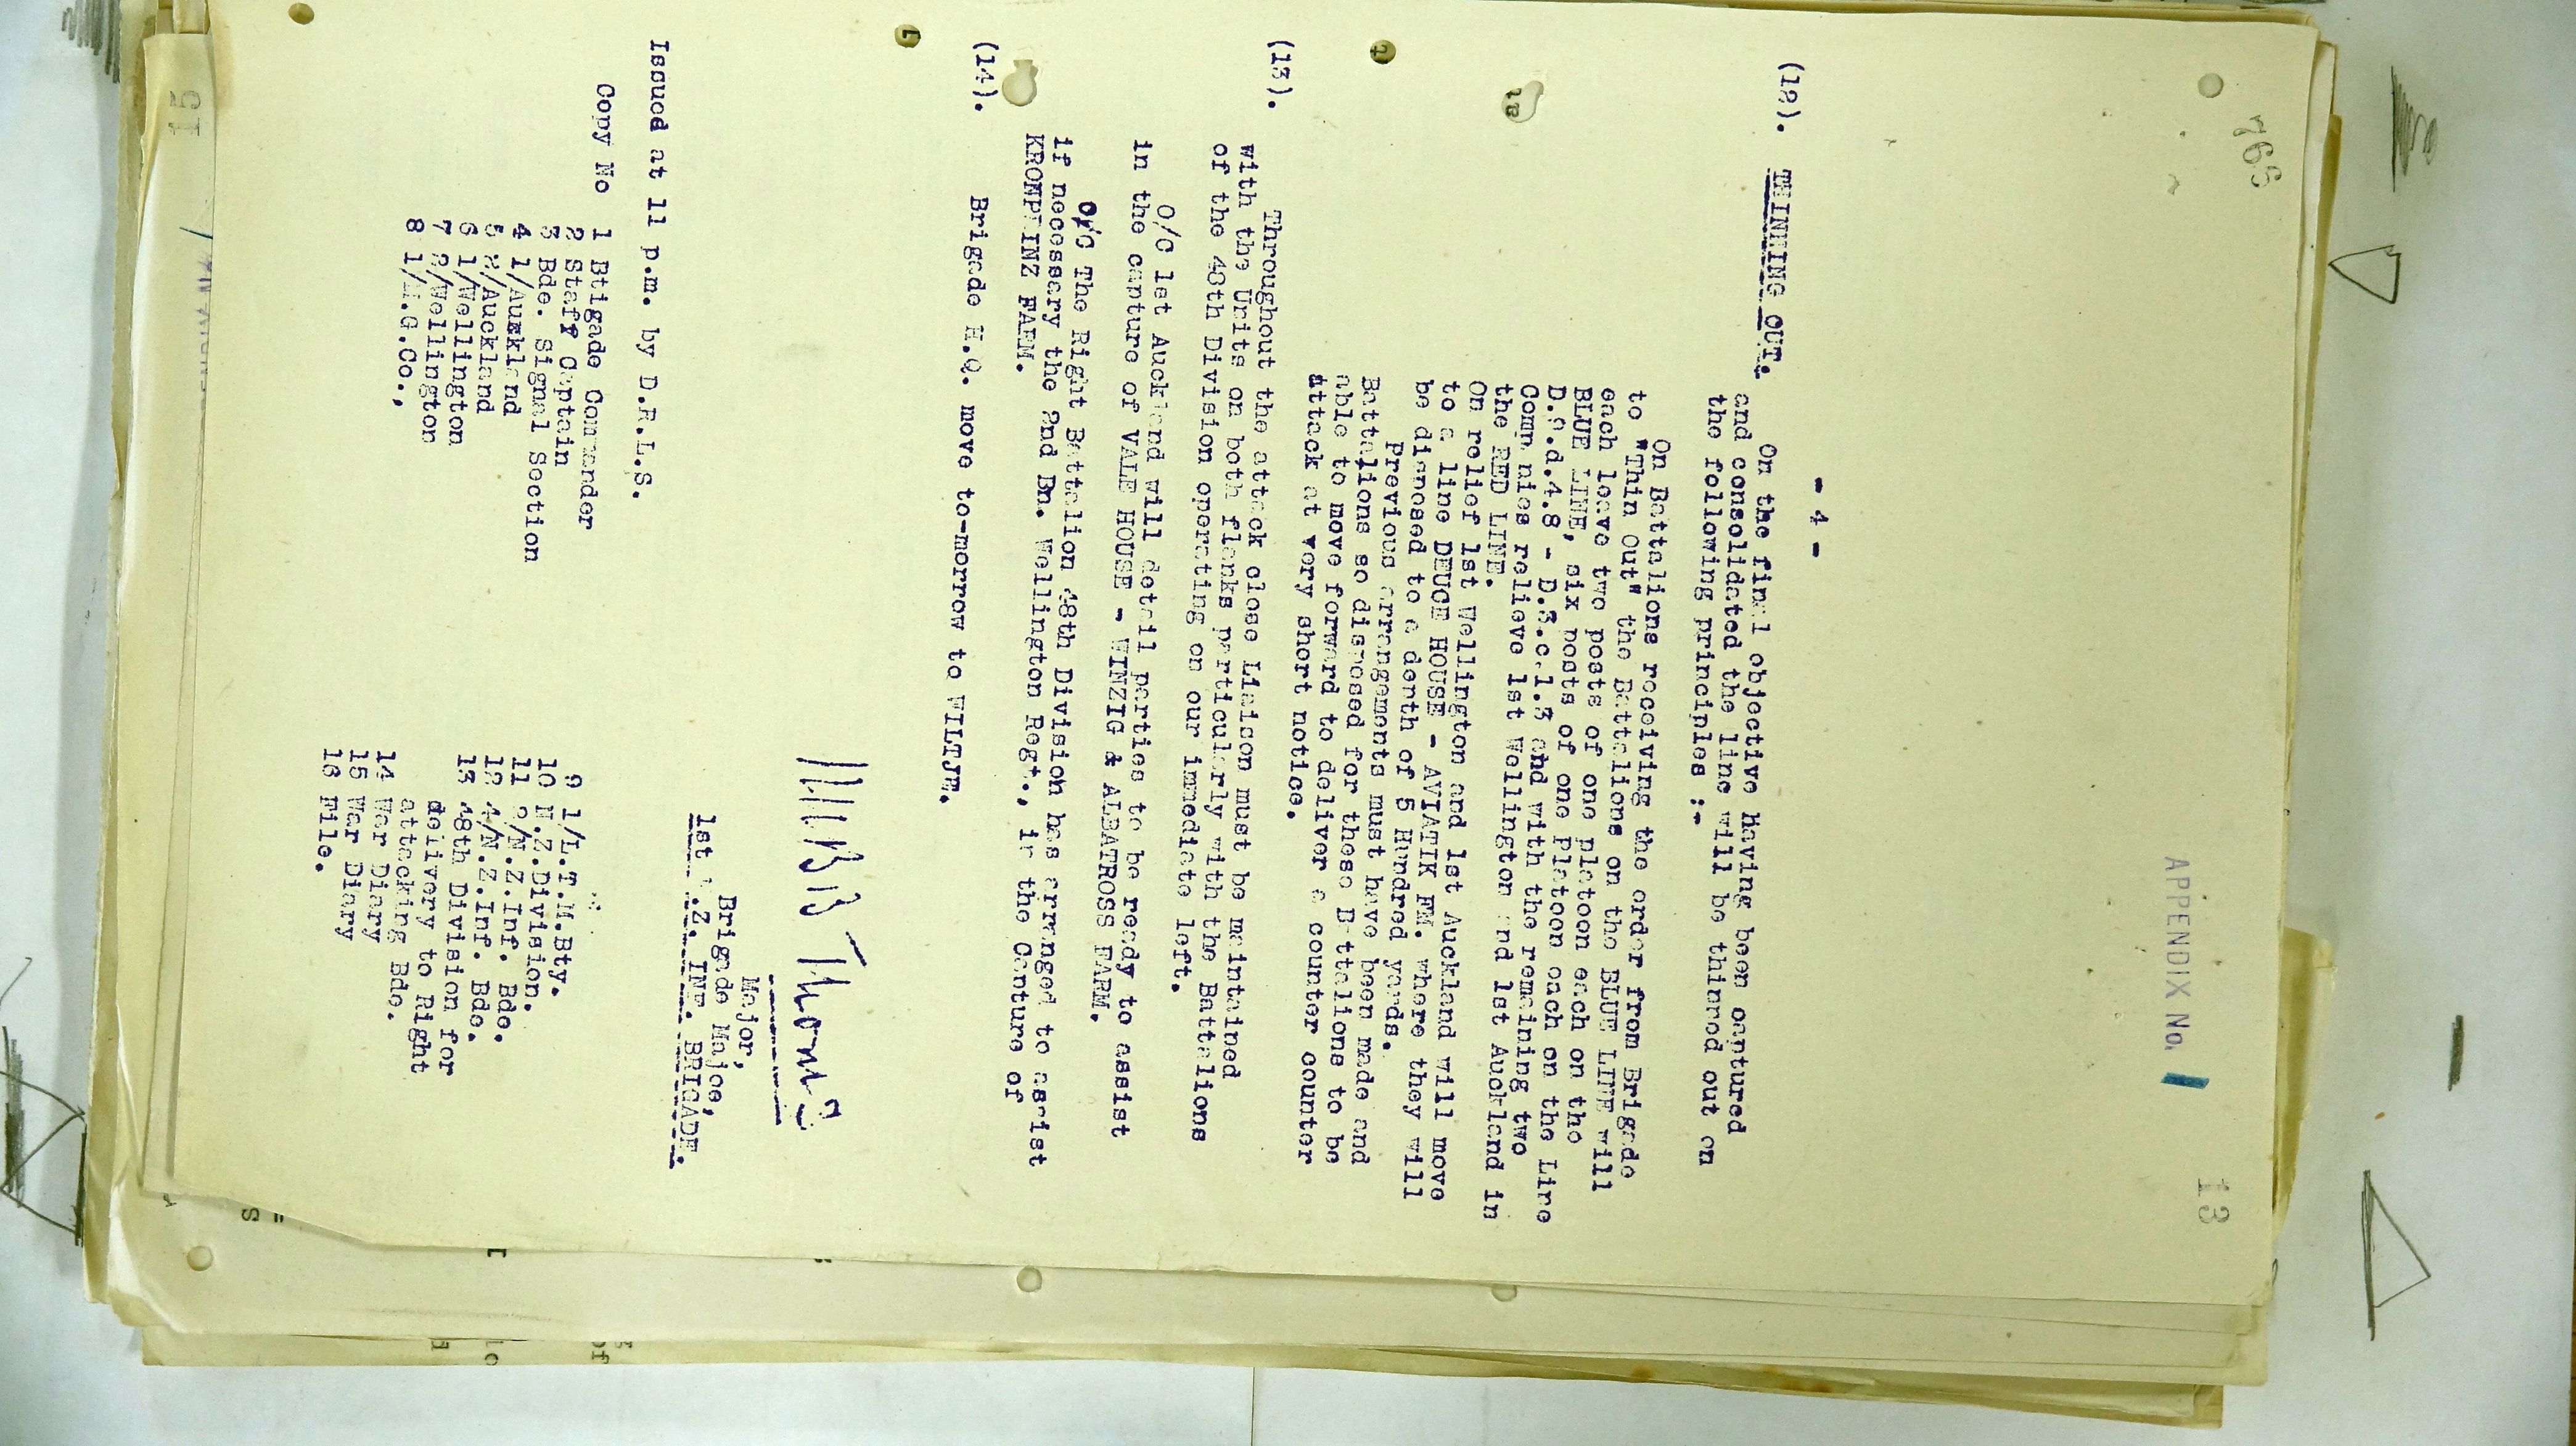 765
13
APPENDIX No. 1
- 4 -
(12). THINNING OUT.
On the final objective having been captured
and consolidated the line will be thinned out on
the following principles :-
On Battalions receiving the order from Brigade
to "Thin Out" the Battalions on the BLUE LINE will
each leave two posts of one platoon each on the
BLUE LINE, six posts of one Platoon each on the Line
D.9.d.4.8 - D.3.c.1.3 and with the remaining two
Companies relieve 1st Wellington and 1st Auckland in
the RED LINE.
On relief 1st Wellington and 1st Auckland will move
to a line DEUCE HOUSE - AVIATIK FM. where they will
be disposed to a depth of 5 Hundred yards.
Previous arrangements must have been made and
Battalions so disposed for these Battalions to be
able to move forward to deliver a counter counter
attack at very short notice.
(13).
Throughout the attack close Liaison must be maintained
with the Units on both flanks particularly with the Battalions
of the 48th Division operating on our immediate left.
O/C 1st Auckland will detail parties to be ready to assist
in the capture of VALE HOUSE - WINZIG & ALBATROSS FARM.
O/C The Right Battalion 48th Division has arranged to assist
if necessary the 2nd Bn. Wellington Regt., in the Capture of
KRONPRINZ FARM.
(14). Brigade H.Q. move to-morrow to WILTJE.
Major,
Brigade Majoe,
1st N.Z. INF. BRIGADE.
Issued at 11 p.m. by D.R.L.S.
Copy No 1 Btigade Commander
2 Staff Captain
3 Bde. Signal Section
4 1/Auckland
5 2/Auckland
6 1/Wellington
7 2/Wellington
8 1/M.G.Co.,
9 1/L.T.M.Bty.
10 N.Z.Division.
11 2/N.Z.Inf. Bde.
12 4/N.Z.Inf. Bde.
13 48th Division for
delivery to Right
attacking Bde.
14 War Diary
15 War Diary
16 File.
15